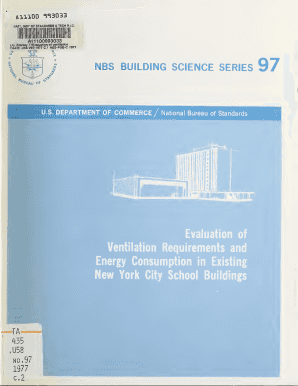 A11100 993033
A11100993033
NBS BUILDING SCIENCE SERIES 97
U.S. DEPARTMENT OF COMMERCE / National Bureau of Standards
Evaluation of
Ventilation Requirements and
Energy Consumption in Existing
New York City School Buildings
TA
435
.U58
NO.97
1977
c.2